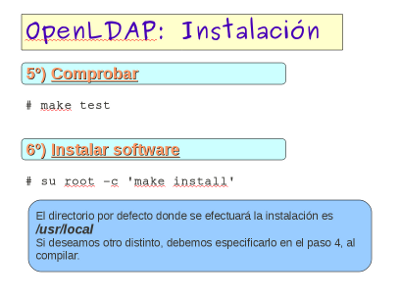 OpenLDAP: Instalación
5º) Comprobar
# make test
6º) Instalar software
# su root -c 'make install'
El directorio por defecto donde se efectuará la instalación es
/usr/local
Si deseamos otro distinto, debemos especificarlo en el paso 4, al
compilar.